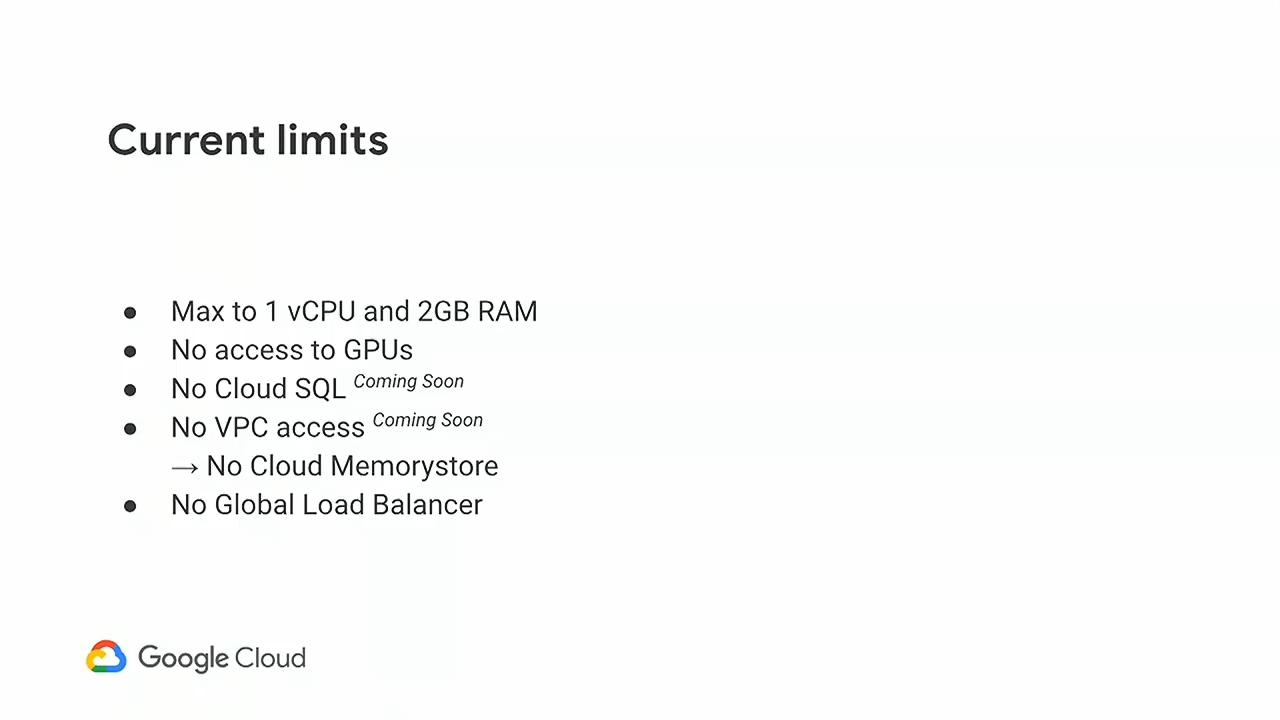 Current limits
● Max to 1 vCPU and 2GB RAM
● No access to GPUs
● No Cloud SQL Coming Soon
● No VPC access Coming Soon
→ No Cloud Memorystore
● No Global Load Balancer
Google Cloud